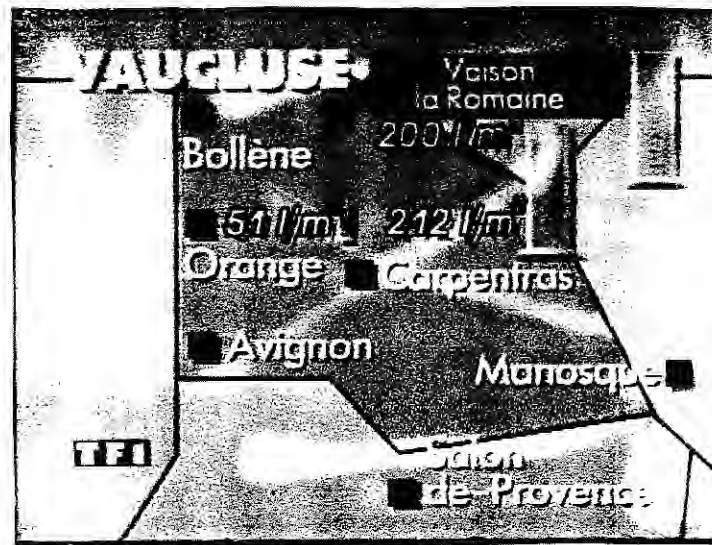 VAUCLUSE
Vaison
la Romaine
200 l/m²
Bollène
51 l/m²
212 l/m²
Orange
Carpentras
Avignon
Manosque
TF1
Salon
de-Provence